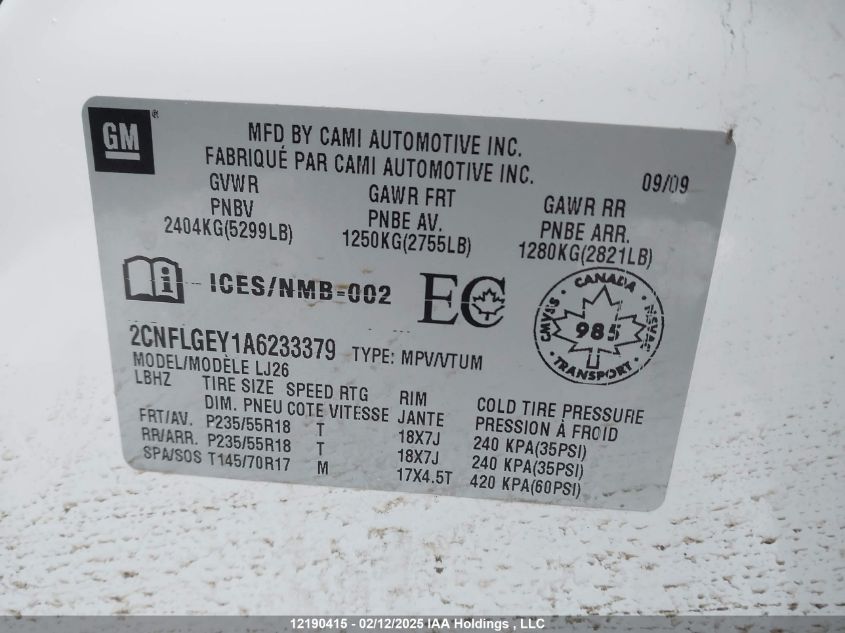 GM®
MFD BY CAMI AUTOMOTIVE INC.
FABRIQUÉ PAR CAMI AUTOMOTIVE INC.
09/09
GVWR GAWR FRT GAWR RR
PNBV PNBE AV. PNBE ARR.
2404KG(5299LB) 1250KG(2755LB) 1280KG(2821LB)
i ICES/NMB-002 EC
CANADA
CMVSS 985 NSVAC
TRANSPORT
2CNFLGEY1A6233379 TYPE: MPV/VTUM
MODEL/MODÈLE LJ26
LBHZ TIRE SIZE SPEED RTG RIM COLD TIRE PRESSURE
DIM. PNEU COTE VITESSE JANTE PRESSION À FROID
FRT/AV. P235/55R18 T 18X7J 240 KPA(35PSI)
RR/ARR. P235/55R18 T 18X7J 240 KPA(35PSI)
SPA/SOS T145/70R17 M 17X4.5T 420 KPA(60PSI)
12190415 - 02/12/2025 IAA Holdings , LLC